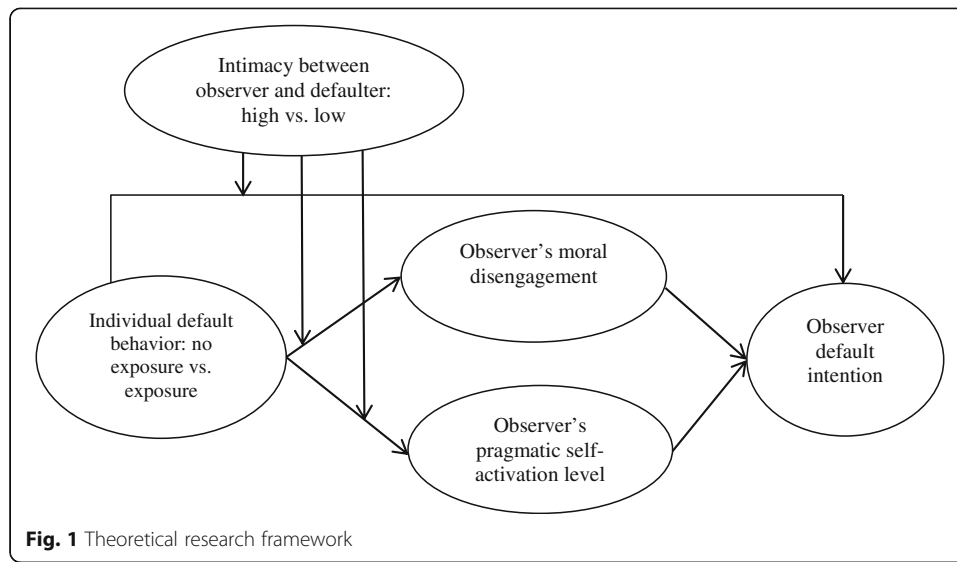 Intimacy between
observer and defaulter:
high vs. low
Observer's moral
disengagement
Individual default
behavior: no
exposure vs.
exposure
Observer
default
intention
Observer's
pragmatic self-
activation level
Fig. 1 Theoretical research framework